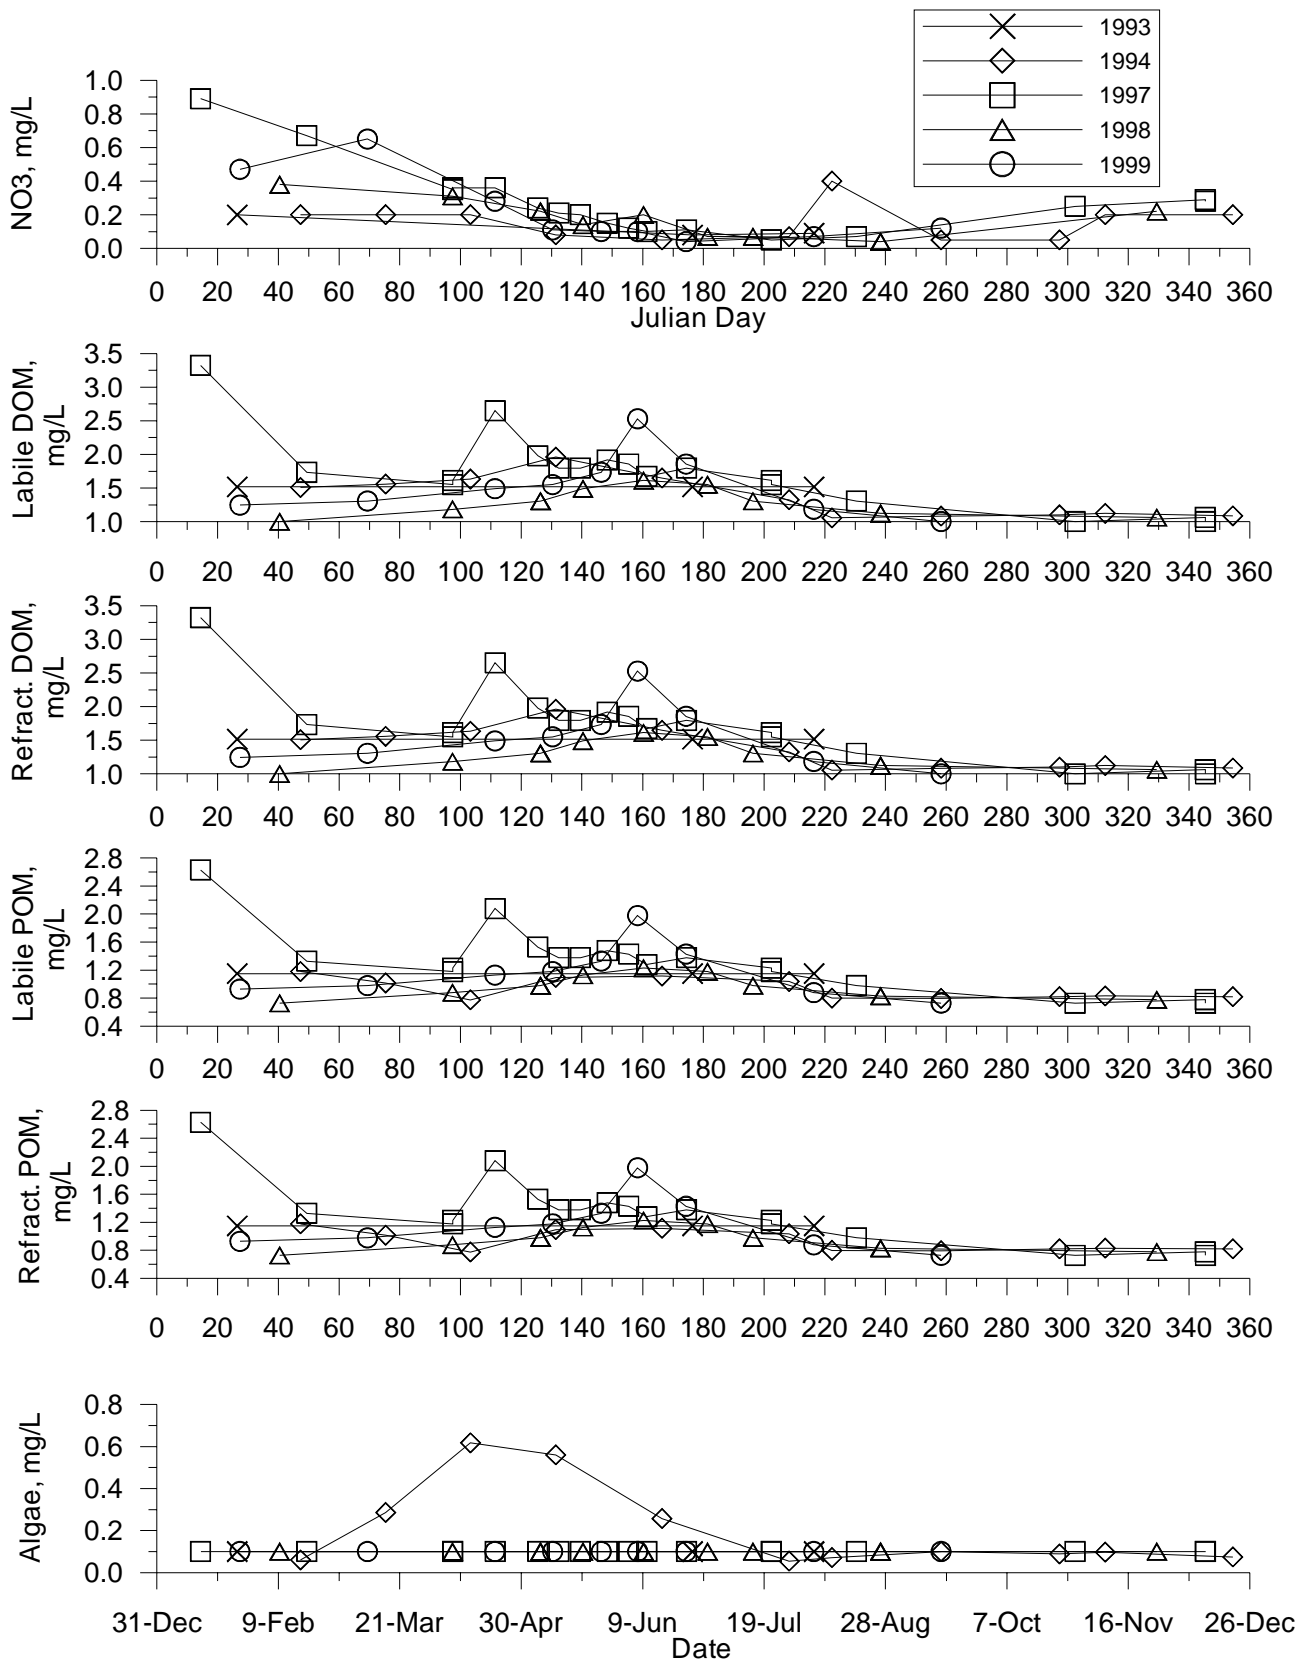 1993
1994
1997
1998
1999
NO3, mg/L
1.0
0.8
0.6
0.4
0.2
0.0
0 20 40 60 80 100 120 140 160 180 200 220 240 260 280 300 320 340 360
Julian Day
Labile DOM,
mg/L
3.5
3.0
2.5
2.0
1.5
1.0
0 20 40 60 80 100 120 140 160 180 200 220 240 260 280 300 320 340 360
Refract. DOM,
mg/L
3.5
3.0
2.5
2.0
1.5
1.0
0 20 40 60 80 100 120 140 160 180 200 220 240 260 280 300 320 340 360
Labile POM,
mg/L
2.8
2.4
2.0
1.6
1.2
0.8
0.4
0 20 40 60 80 100 120 140 160 180 200 220 240 260 280 300 320 340 360
Refract. POM,
mg/L
2.8
2.4
2.0
1.6
1.2
0.8
0.4
0 20 40 60 80 100 120 140 160 180 200 220 240 260 280 300 320 340 360
Algae, mg/L
0.8
0.6
0.4
0.2
0.0
31-Dec 9-Feb 21-Mar 30-Apr 9-Jun 19-Jul 28-Aug 7-Oct 16-Nov 26-Dec
Date